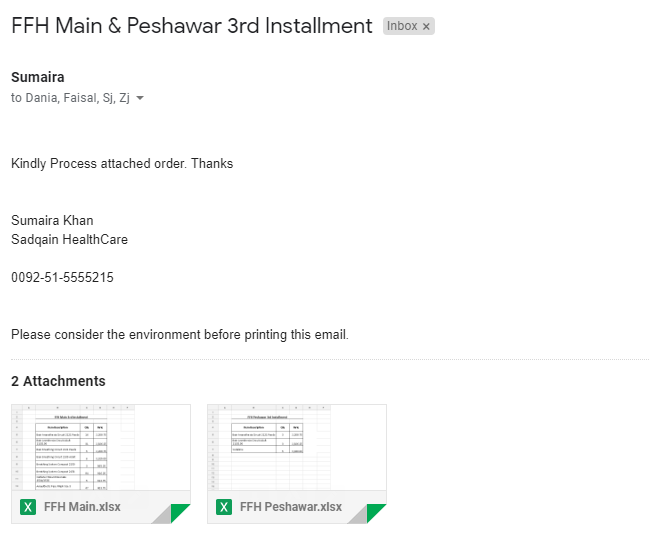 FFH Main & Peshawar 3rd Installment Inbox ×
Sumaira
to Dania, Faisal, Sj, Zj
Kindly Process attached order. Thanks
Sumaira Khan
Sadqain HealthCare
0092-51-5555215
Please consider the environment before printing this email.
2 Attachments
FFH Main.xlsx
FFH Peshawar.xlsx